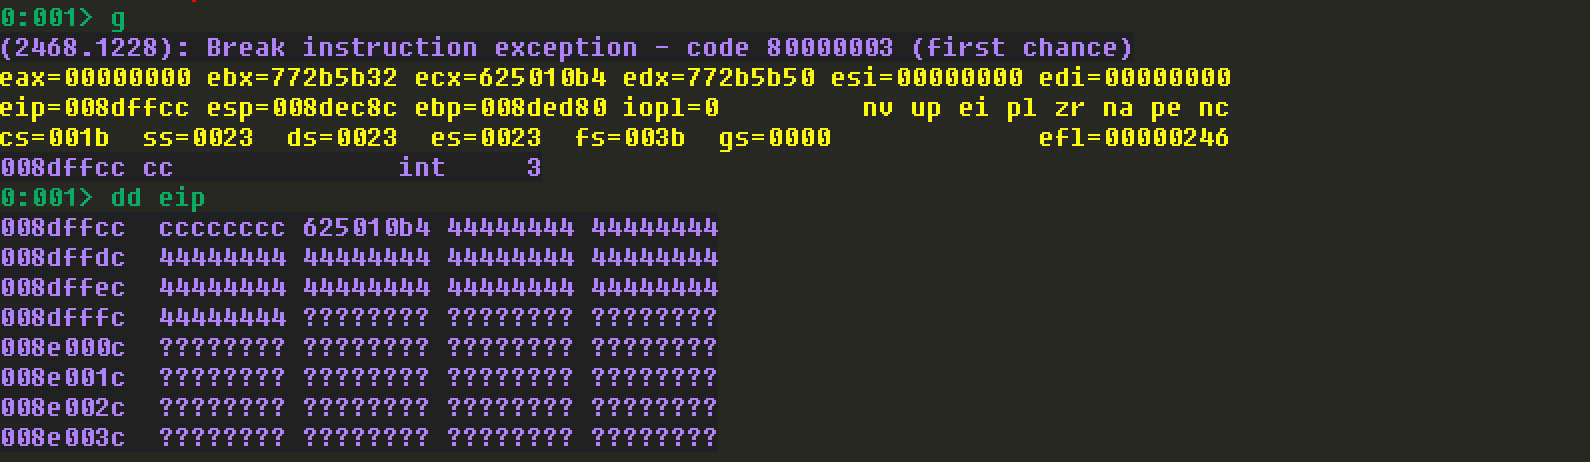 0:001> g
(2468.1228): Break instruction exception - code 80000003 (first chance)
eax=00000000 ebx=772b5b32 ecx=625010b4 edx=772b5b50 esi=00000000 edi=00000000
eip=008dffcc esp=008dec8c ebp=008ded80 iopl=0         nv up ei pl zr na pe nc
cs=001b  ss=0023  ds=0023  es=0023  fs=003b  gs=0000             efl=00000246
008dffcc cc              int     3
0:001> dd eip
008dffcc  cccccccc 625010b4 44444444 44444444
008dffdc  44444444 44444444 44444444 44444444
008dffec  44444444 44444444 44444444 44444444
008dfffc  44444444 ???????? ???????? ????????
008e000c  ???????? ???????? ???????? ????????
008e001c  ???????? ???????? ???????? ????????
008e002c  ???????? ???????? ???????? ????????
008e003c  ???????? ???????? ???????? ????????